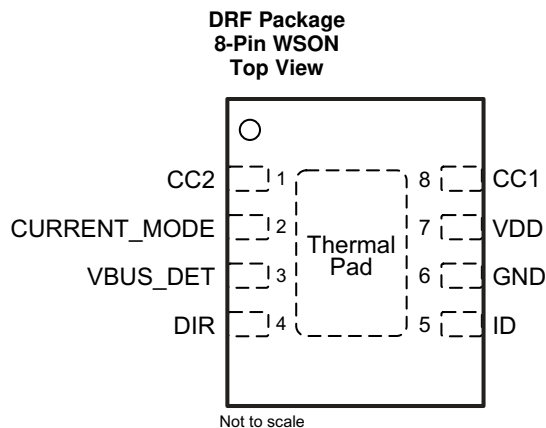 DRF Package
8-Pin WSON
Top View
CC2 1 8 CC1
CURRENT_MODE 2 7 VDD
Thermal
Pad
VBUS_DET 3 6 GND
DIR 4 5 ID
Not to scale